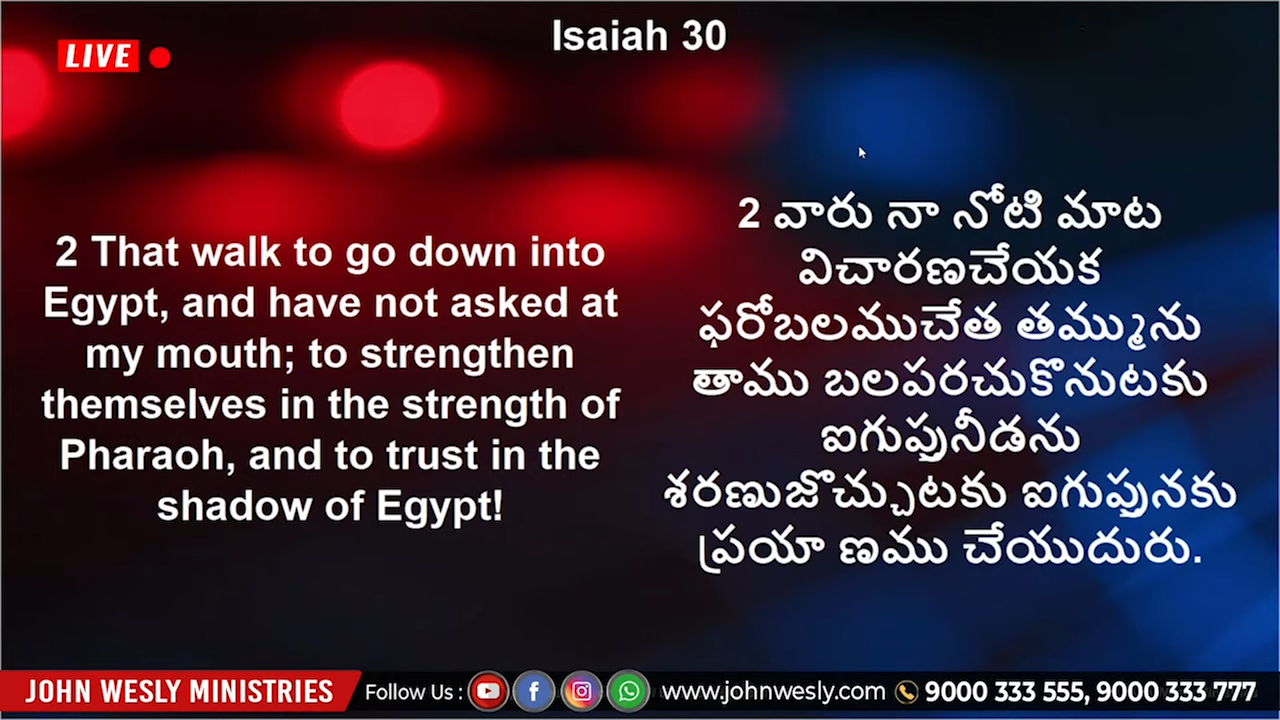 Isaiah 30
LIVE
2 That walk to go down into
Egypt, and have not asked at
my mouth; to strengthen
themselves in the strength of
Pharaoh, and to trust in the
shadow of Egypt!
2 వారు నా నోటి మాట
విచారణచేయక
ఫరోబలముచేత తమ్మును
తాము బలపరచుకొనుటకు
ఐగుప్తునీడను
శరణుజొచ్చుటకు ఐగుప్తునకు
ప్రయా ణము చేయుదురు.
JOHN WESLY MINISTRIES
Follow Us :
www.johnwesly.com
9000 333 555, 9000 333 777